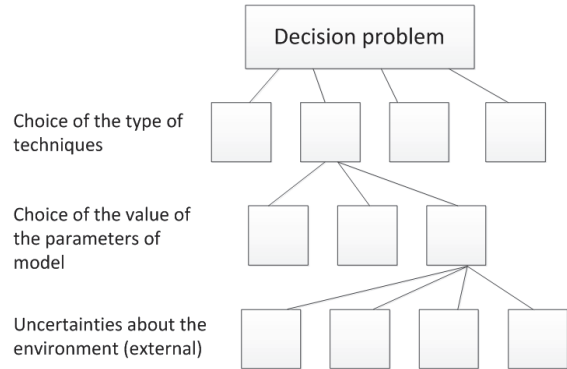 Decision problem
Choice of the type of
techniques
Choice of the value of
the parameters of
model
Uncertainties about the
environment (external)